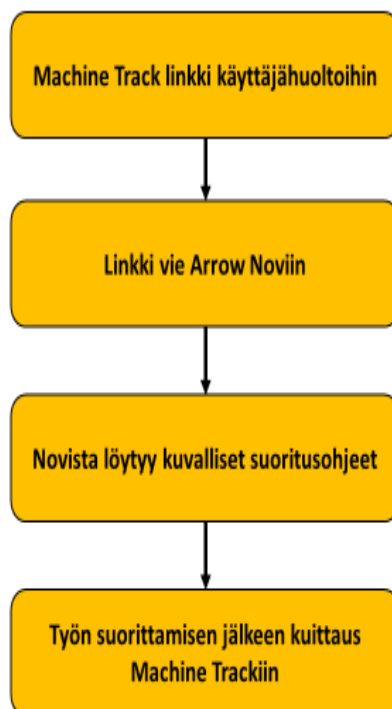 Machine Track linkki käyttäjähuoltoihin
Linkki vie Arrow Noviin
Novista löytyy kuvalliset suoritusohjeet
Työn suorittamisen jälkeen kuittaus
Machine Trackiin